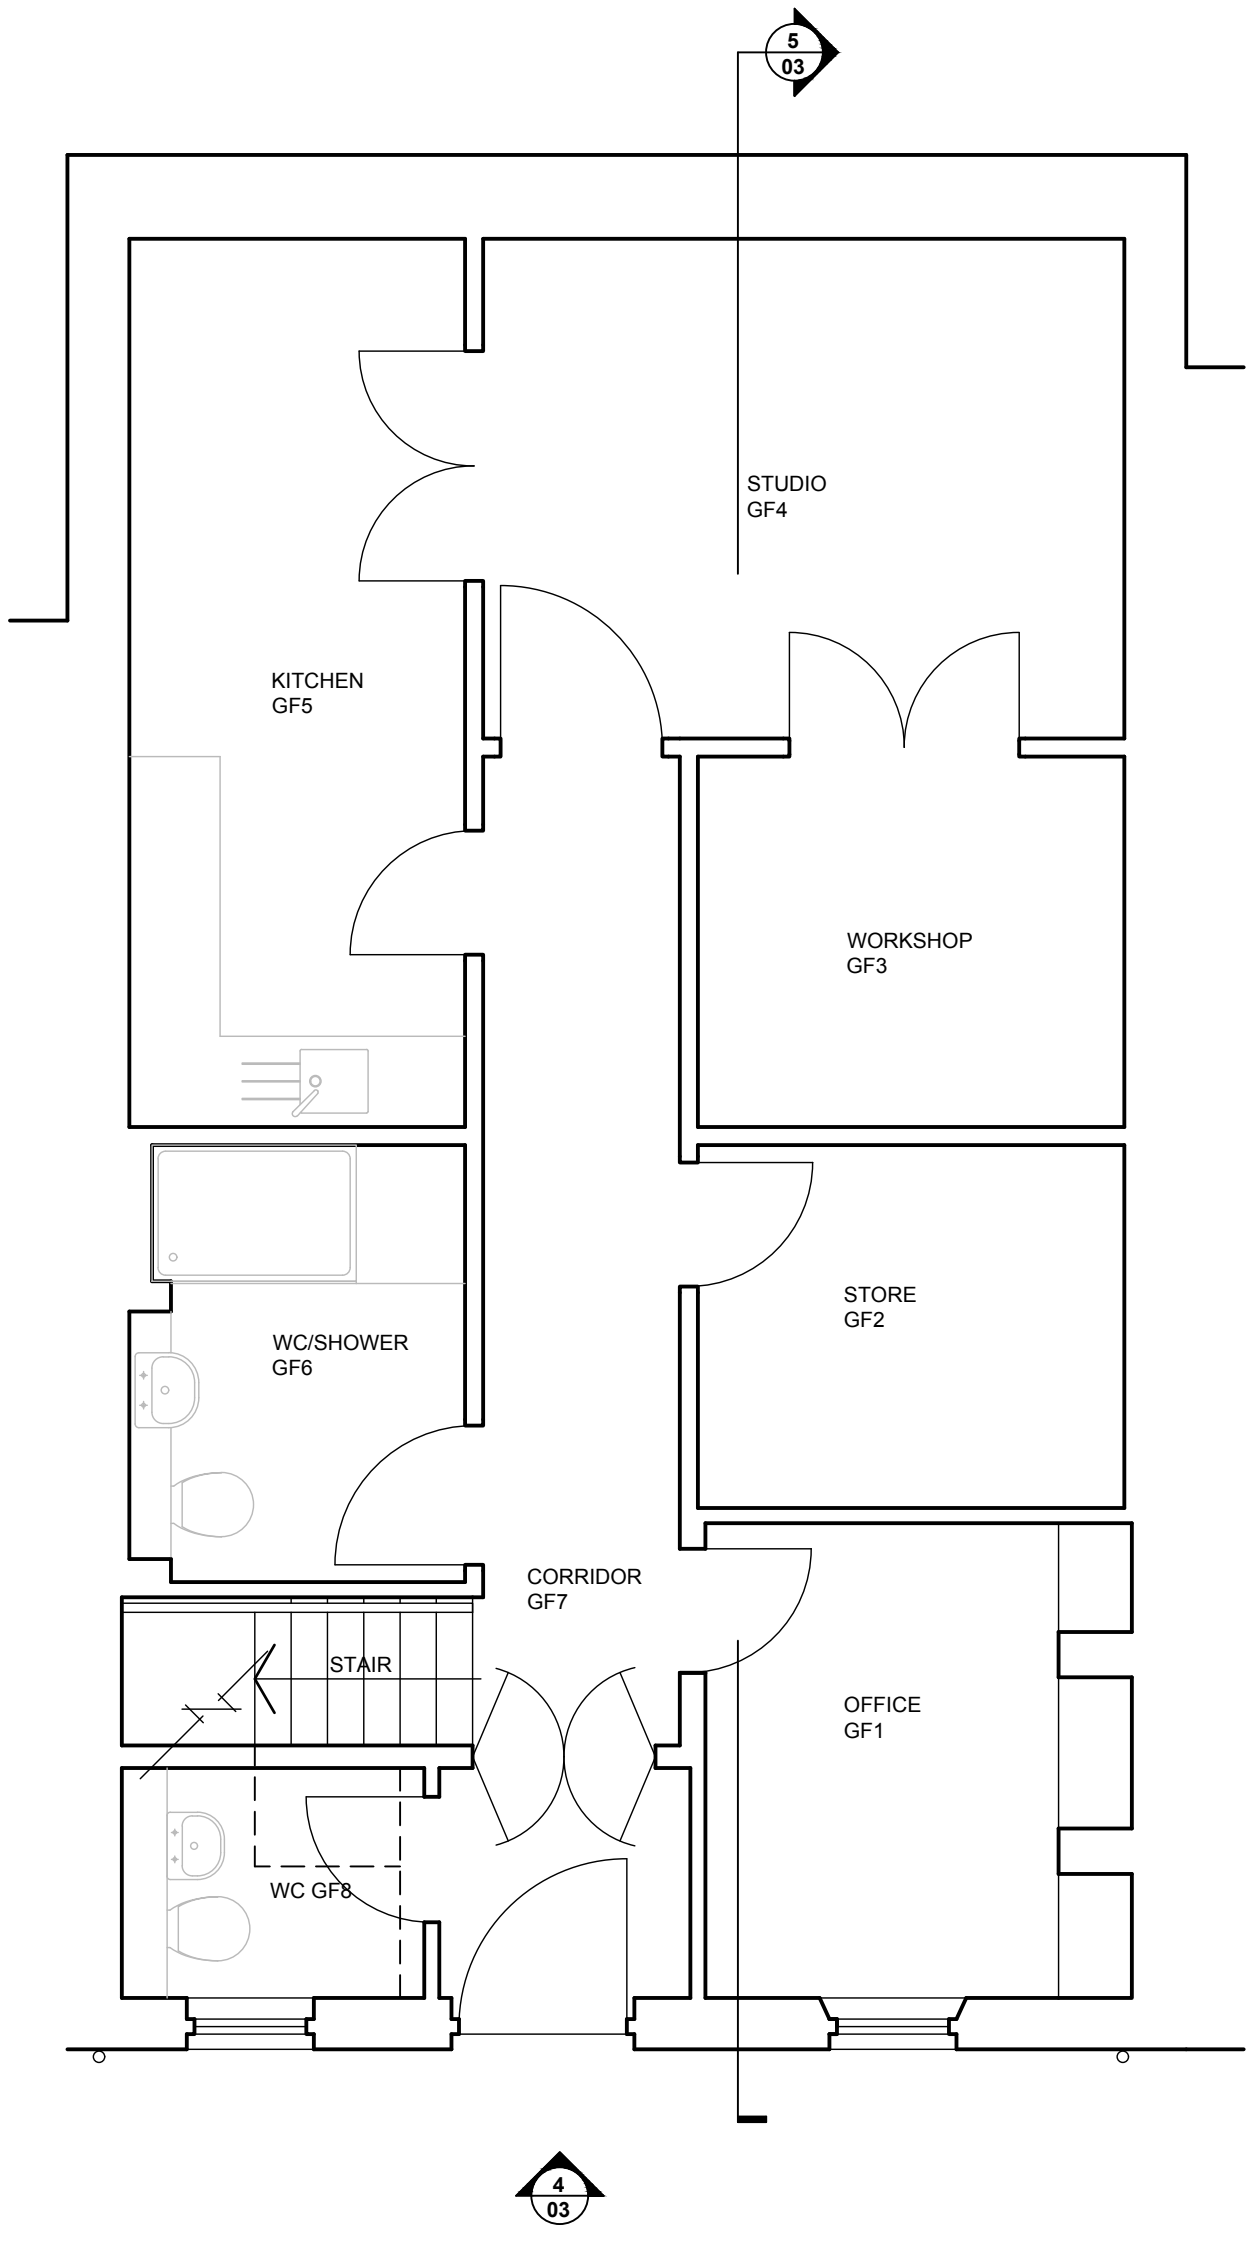 5
03
STUDIO
GF4
KITCHEN
GF5
WORKSHOP
GF3
STORE
GF2
WC/SHOWER
GF6
CORRIDOR
GF7
STAIR
OFFICE
GF1
WC GF8
4
03